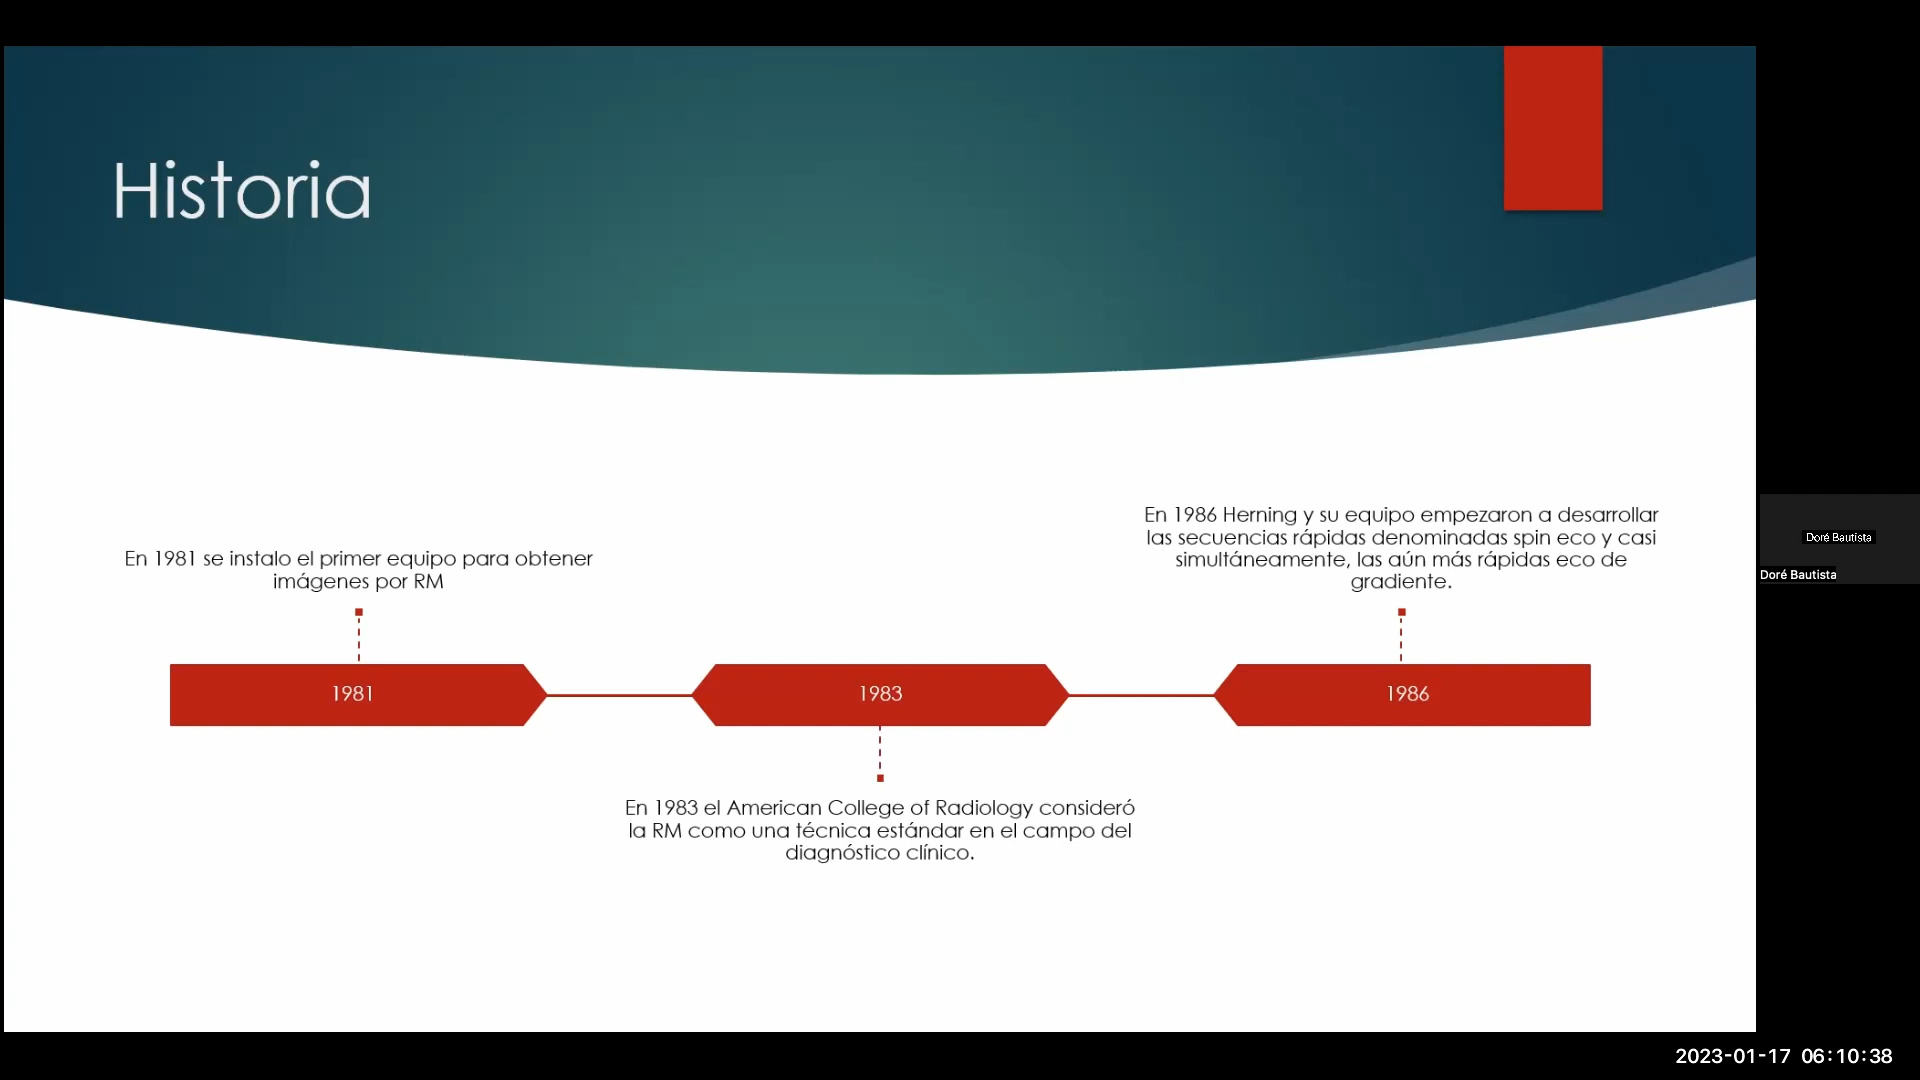 Historia
En 1981 se instalo el primer equipo para obtener
imágenes por RM
En 1986 Herning y su equipo empezaron a desarrollar
las secuencias rápidas denominadas spin eco y casi
simultáneamente, las aún más rápidas eco de
gradiente.
1981
1983
1986
En 1983 el American College of Radiology consideró
la RM como una técnica estándar en el campo del
diagnóstico clínico.
Doré Bautista
Doré Bautista
2023-01-17 06:10:38